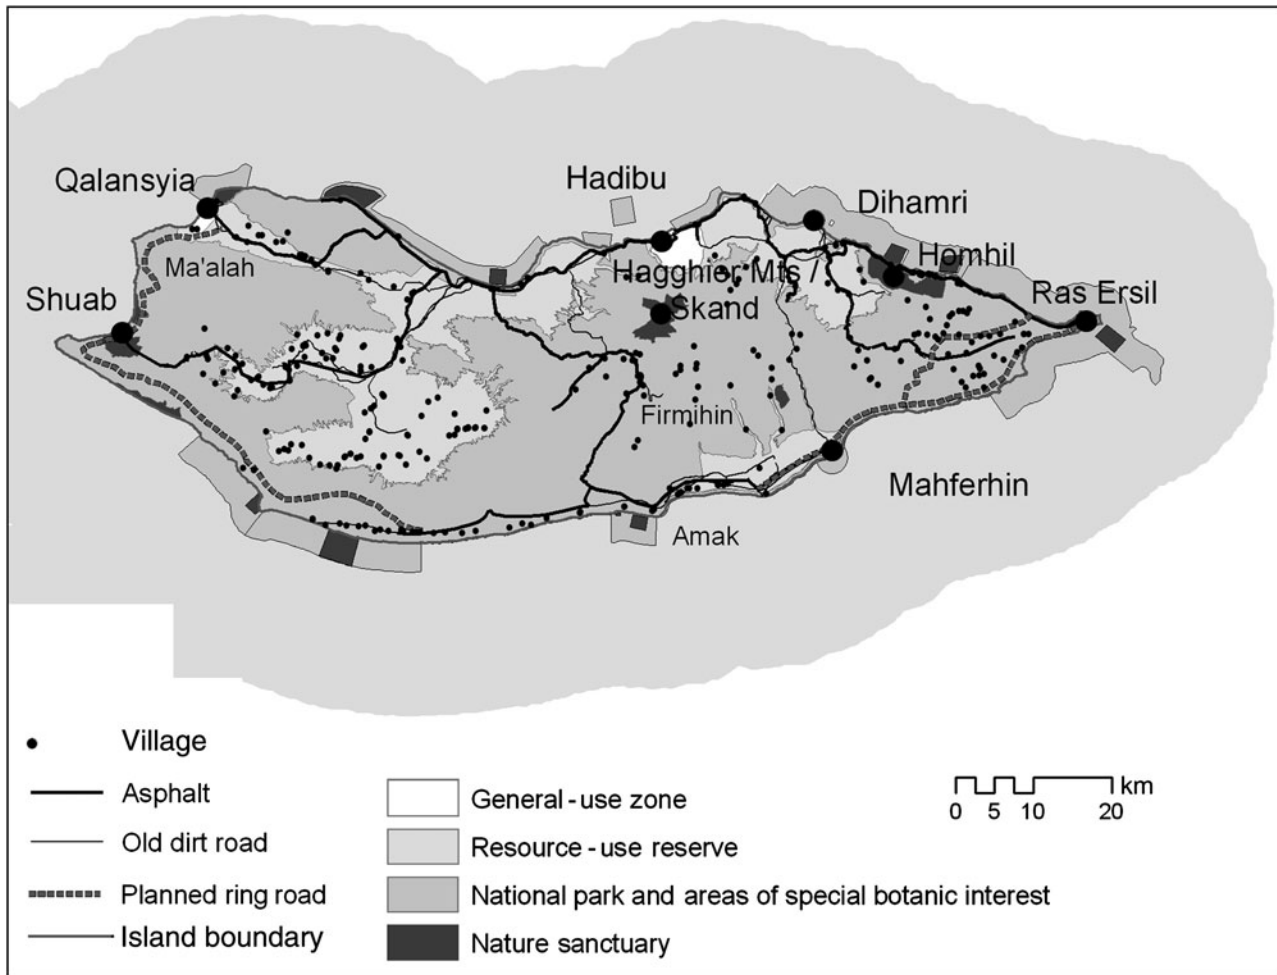 Qalansyia
Hadibu
Dihamri
Ma'alah
Homhil
Hagghier Mts /
Skand
Shuab
Ras Ersil
Firmihin
Mahferhin
Amak
Village
Asphalt
Old dirt road
Planned ring road
Island boundary
General-use zone
Resource-use reserve
National park and areas of special botanic interest
Nature sanctuary
km
0 5 10 20